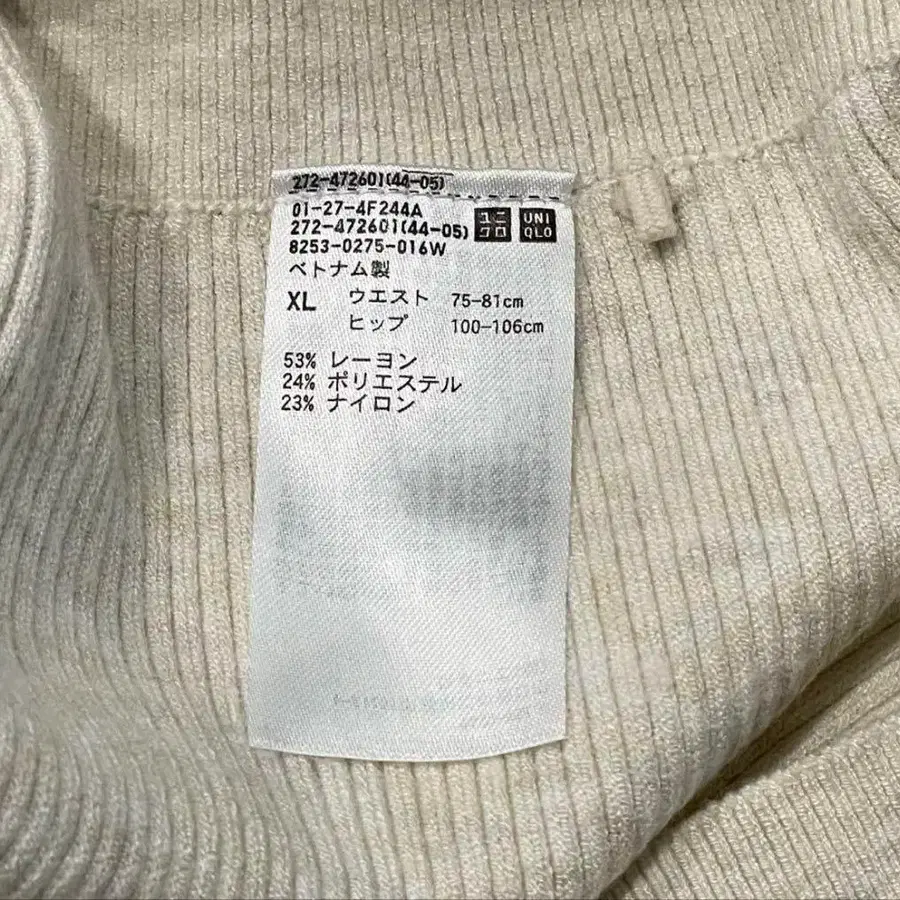 272-472601(44-05)
01-27-4F244A
272-472601(44-05)
ユニ
クロ
UNI
QLO
8253-0275-016W
ベトナム製
XL ウエスト 75-81cm
ヒップ 100-106cm
53% レーヨン
24% ポリエステル
23% ナイロン